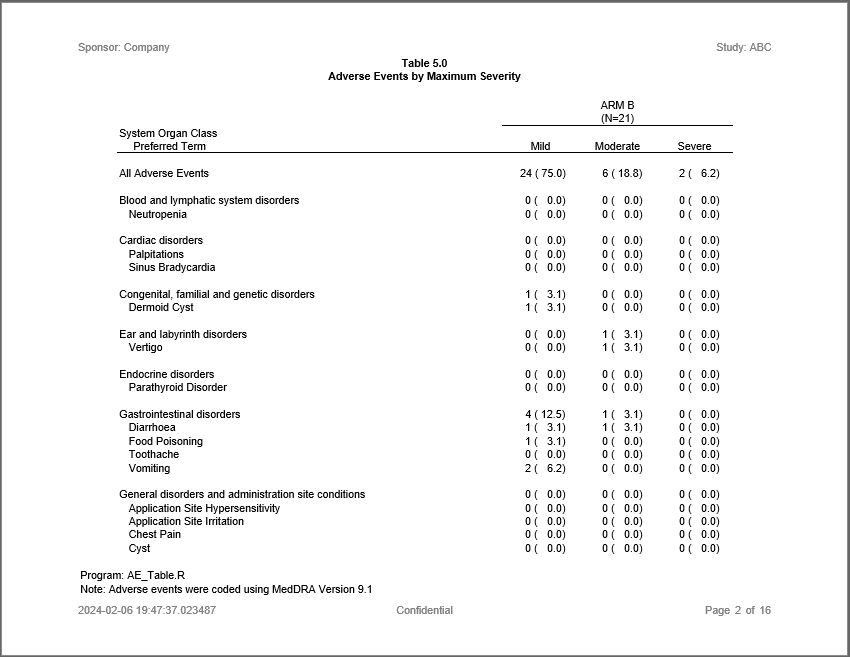 Sponsor: Company Study: ABC
Table 5.0
Adverse Events by Maximum Severity
ARM B
(N=21)
System Organ Class
Preferred Term Mild Moderate Severe
All Adverse Events 24 ( 75.0) 6 ( 18.8) 2 ( 6.2)
Blood and lymphatic system disorders 0 ( 0.0) 0 ( 0.0) 0 ( 0.0)
Neutropenia 0 ( 0.0) 0 ( 0.0) 0 ( 0.0)
Cardiac disorders 0 ( 0.0) 0 ( 0.0) 0 ( 0.0)
Palpitations 0 ( 0.0) 0 ( 0.0) 0 ( 0.0)
Sinus Bradycardia 0 ( 0.0) 0 ( 0.0) 0 ( 0.0)
Congenital, familial and genetic disorders 1 ( 3.1) 0 ( 0.0) 0 ( 0.0)
Dermoid Cyst 1 ( 3.1) 0 ( 0.0) 0 ( 0.0)
Ear and labyrinth disorders 0 ( 0.0) 1 ( 3.1) 0 ( 0.0)
Vertigo 0 ( 0.0) 1 ( 3.1) 0 ( 0.0)
Endocrine disorders 0 ( 0.0) 0 ( 0.0) 0 ( 0.0)
Parathyroid Disorder 0 ( 0.0) 0 ( 0.0) 0 ( 0.0)
Gastrointestinal disorders 4 ( 12.5) 1 ( 3.1) 0 ( 0.0)
Diarrhoea 1 ( 3.1) 1 ( 3.1) 0 ( 0.0)
Food Poisoning 1 ( 3.1) 0 ( 0.0) 0 ( 0.0)
Toothache 0 ( 0.0) 0 ( 0.0) 0 ( 0.0)
Vomiting 2 ( 6.2) 0 ( 0.0) 0 ( 0.0)
General disorders and administration site conditions 0 ( 0.0) 0 ( 0.0) 0 ( 0.0)
Application Site Hypersensitivity 0 ( 0.0) 0 ( 0.0) 0 ( 0.0)
Application Site Irritation 0 ( 0.0) 0 ( 0.0) 0 ( 0.0)
Chest Pain 0 ( 0.0) 0 ( 0.0) 0 ( 0.0)
Cyst 0 ( 0.0) 0 ( 0.0) 0 ( 0.0)
Program: AE_Table.R
Note: Adverse events were coded using MedDRA Version 9.1
2024-02-06 19:47:37.023487 Confidential Page 2 of 16